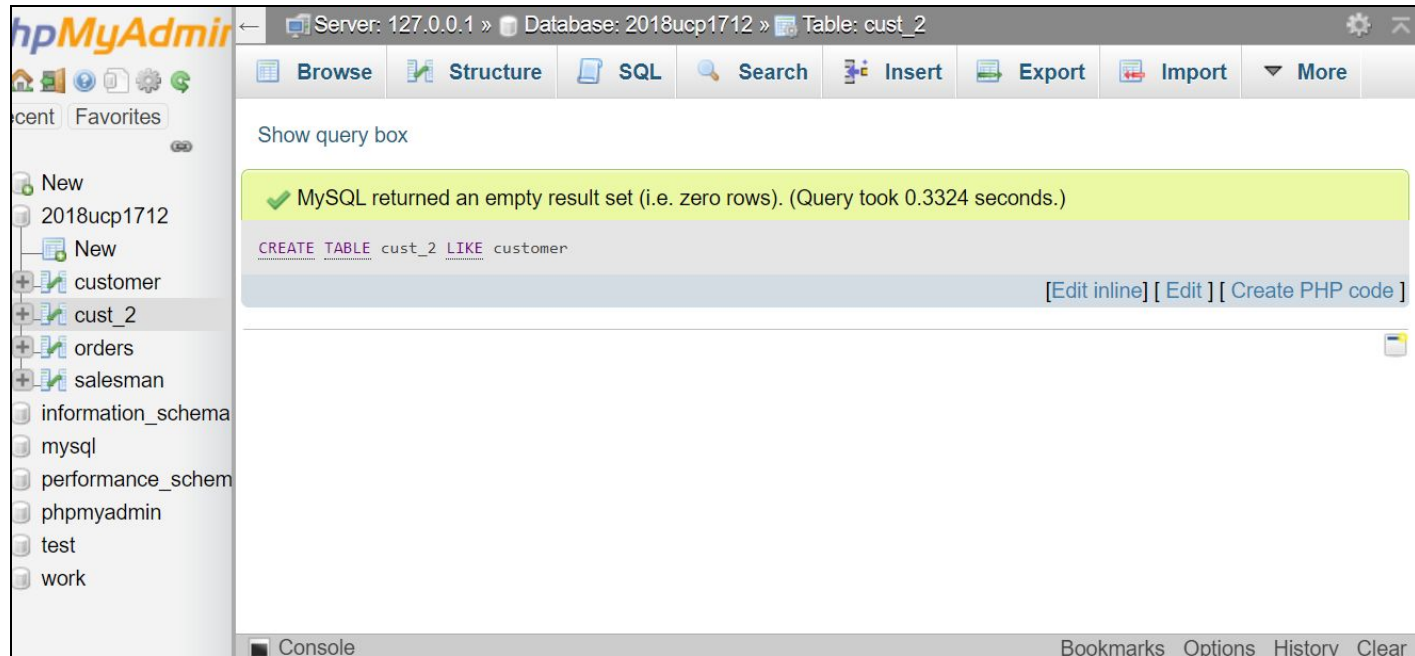 hpMyAdmin
← Server: 127.0.0.1 » Database: 2018ucp1712 » Table: cust_2
Browse Structure SQL Search Insert Export Import More
cent Favorites
New
2018ucp1712
New
customer
cust_2
orders
salesman
information_schema
mysql
performance_schem
phpmyadmin
test
work
Show query box
MySQL returned an empty result set (i.e. zero rows). (Query took 0.3324 seconds.)
CREATE TABLE cust_2 LIKE customer
[Edit inline] [ Edit ] [ Create PHP code ]
Console Bookmarks Options History Clear